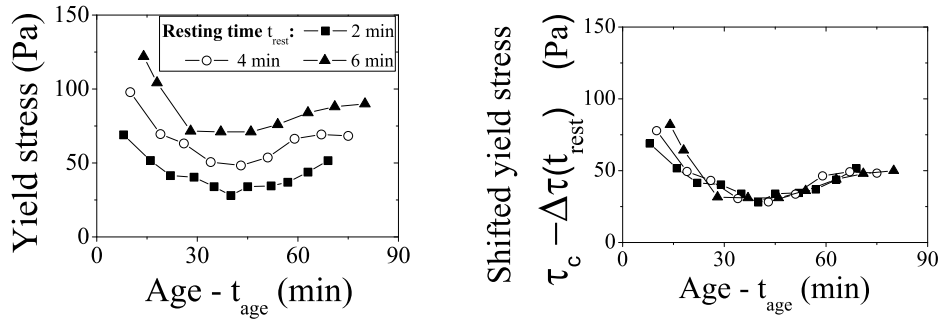 150
100
50
0
Yield stress (Pa)
Resting time t_rest: 2 min
4 min 6 min
0 30 60 90
Age - t_age (min)
150
100
50
0
Shifted yield stress
τ_c −Δτ(t_rest) (Pa)
0 30 60 90
Age - t_age (min)